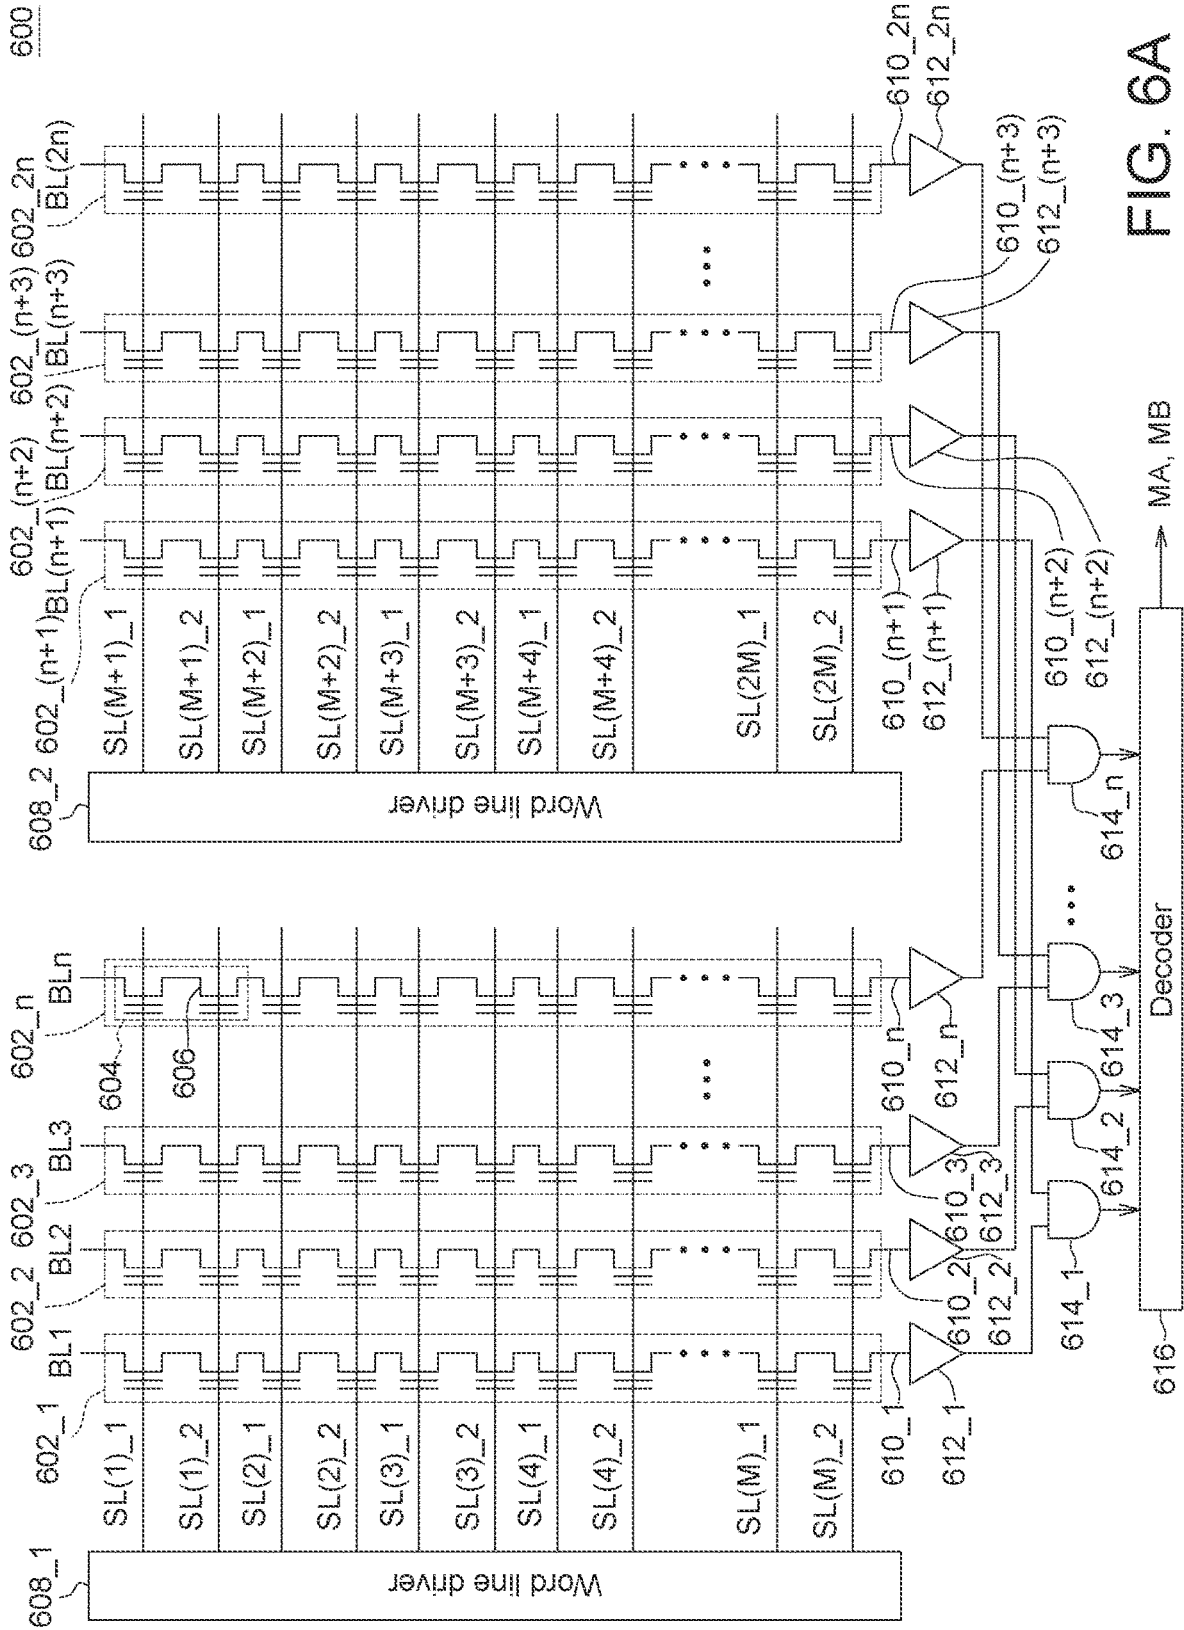 600
608_1
602_1
BL1
602_2
BL2
602_3
BL3
602_n
BLn
604
606
SL(1)_1
SL(1)_2
SL(2)_1
SL(2)_2
SL(3)_1
SL(3)_2
SL(4)_1
SL(4)_2
SL(M)_1
SL(M)_2
Word line driver
608_2
602_(n+1)
BL(n+1)
602_(n+2)
BL(n+2)
602_(n+3)
BL(n+3)
602_2n
BL(2n)
SL(M+1)_1
SL(M+1)_2
SL(M+2)_1
SL(M+2)_2
SL(M+3)_1
SL(M+3)_2
SL(M+4)_1
SL(M+4)_2
SL(2M)_1
SL(2M)_2
Word line driver
610_1
612_1
610_2
612_2
610_3
612_3
610_n
612_n
610_(n+1)
612_(n+1)
610_(n+2)
612_(n+2)
610_(n+3)
612_(n+3)
610_2n
612_2n
614_1
614_2
614_3
614_n
616
Decoder
MA, MB
FIG. 6A